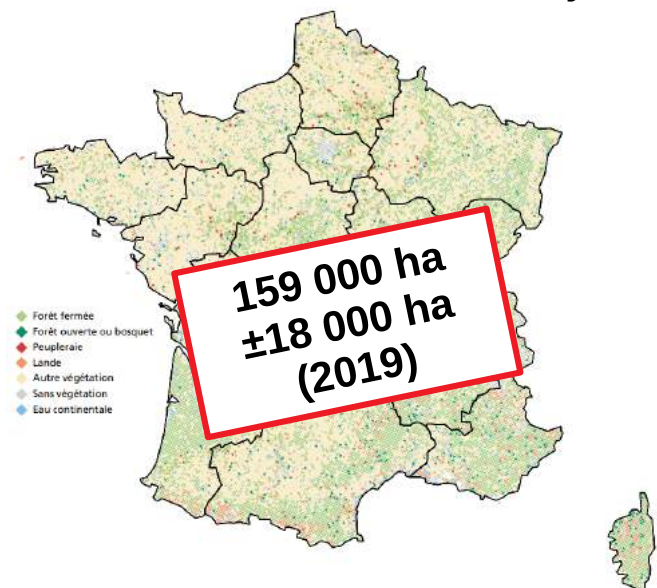 159 000 ha
±18 000 ha
(2019)
Forêt fermée
Forêt ouverte ou bosquet
Peupleraie
Lande
Autre végétation
Sans végétation
Eau continentale